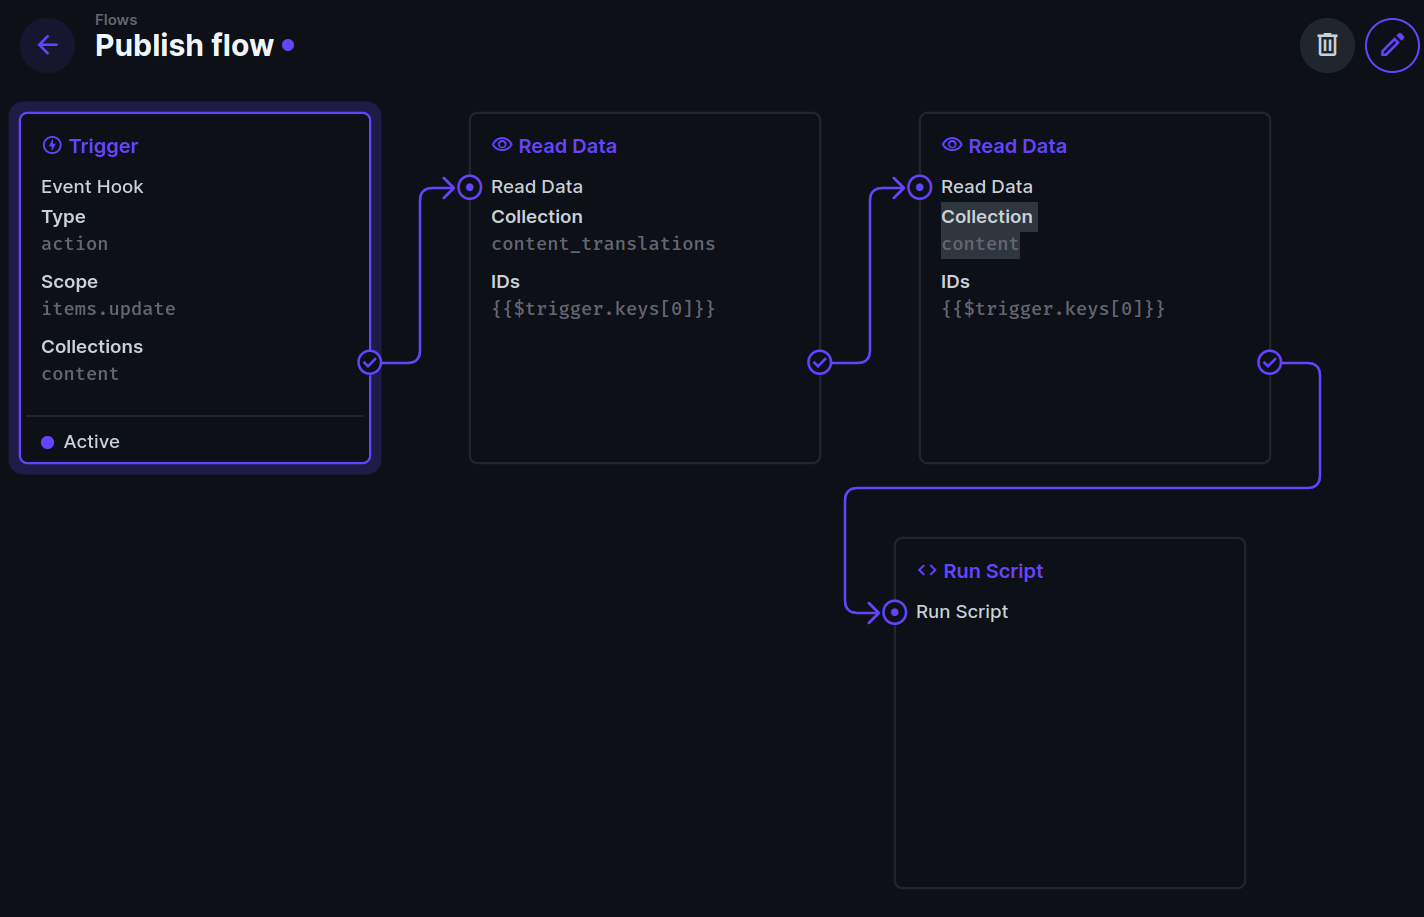 Flows
Publish flow
Trigger
Event Hook
Type
action
Scope
items.update
Collections
content
Active
Read Data
Read Data
Collection
content_translations
IDs
{{$trigger.keys[0]}}
Read Data
Read Data
Collection
content
IDs
{{$trigger.keys[0]}}
Run Script
Run Script